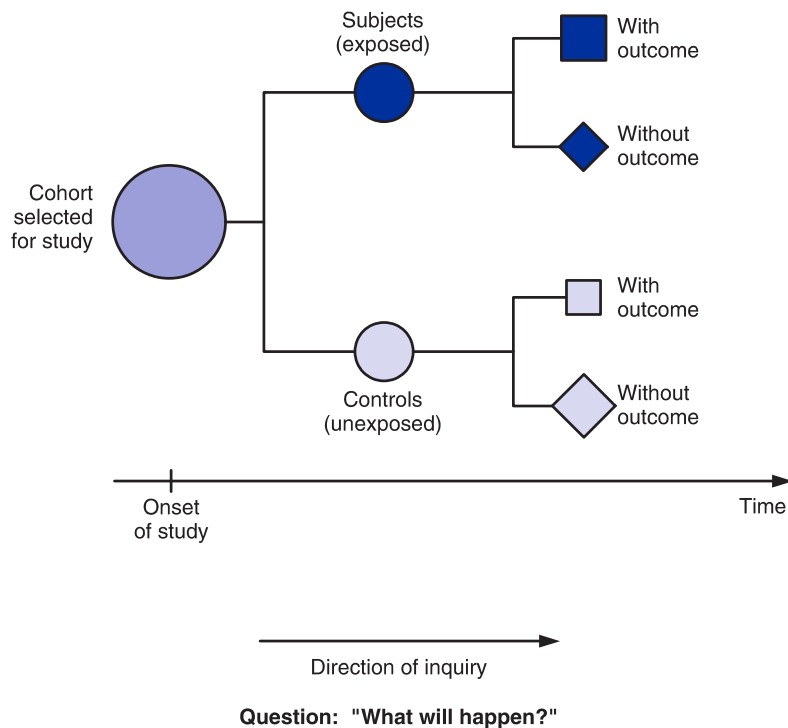 Subjects
(exposed)
With
outcome
Without
outcome
Cohort
selected
for study
With
outcome
Controls
(unexposed)
Without
outcome
Onset
of study
Time
Direction of inquiry
Question: "What will happen?"